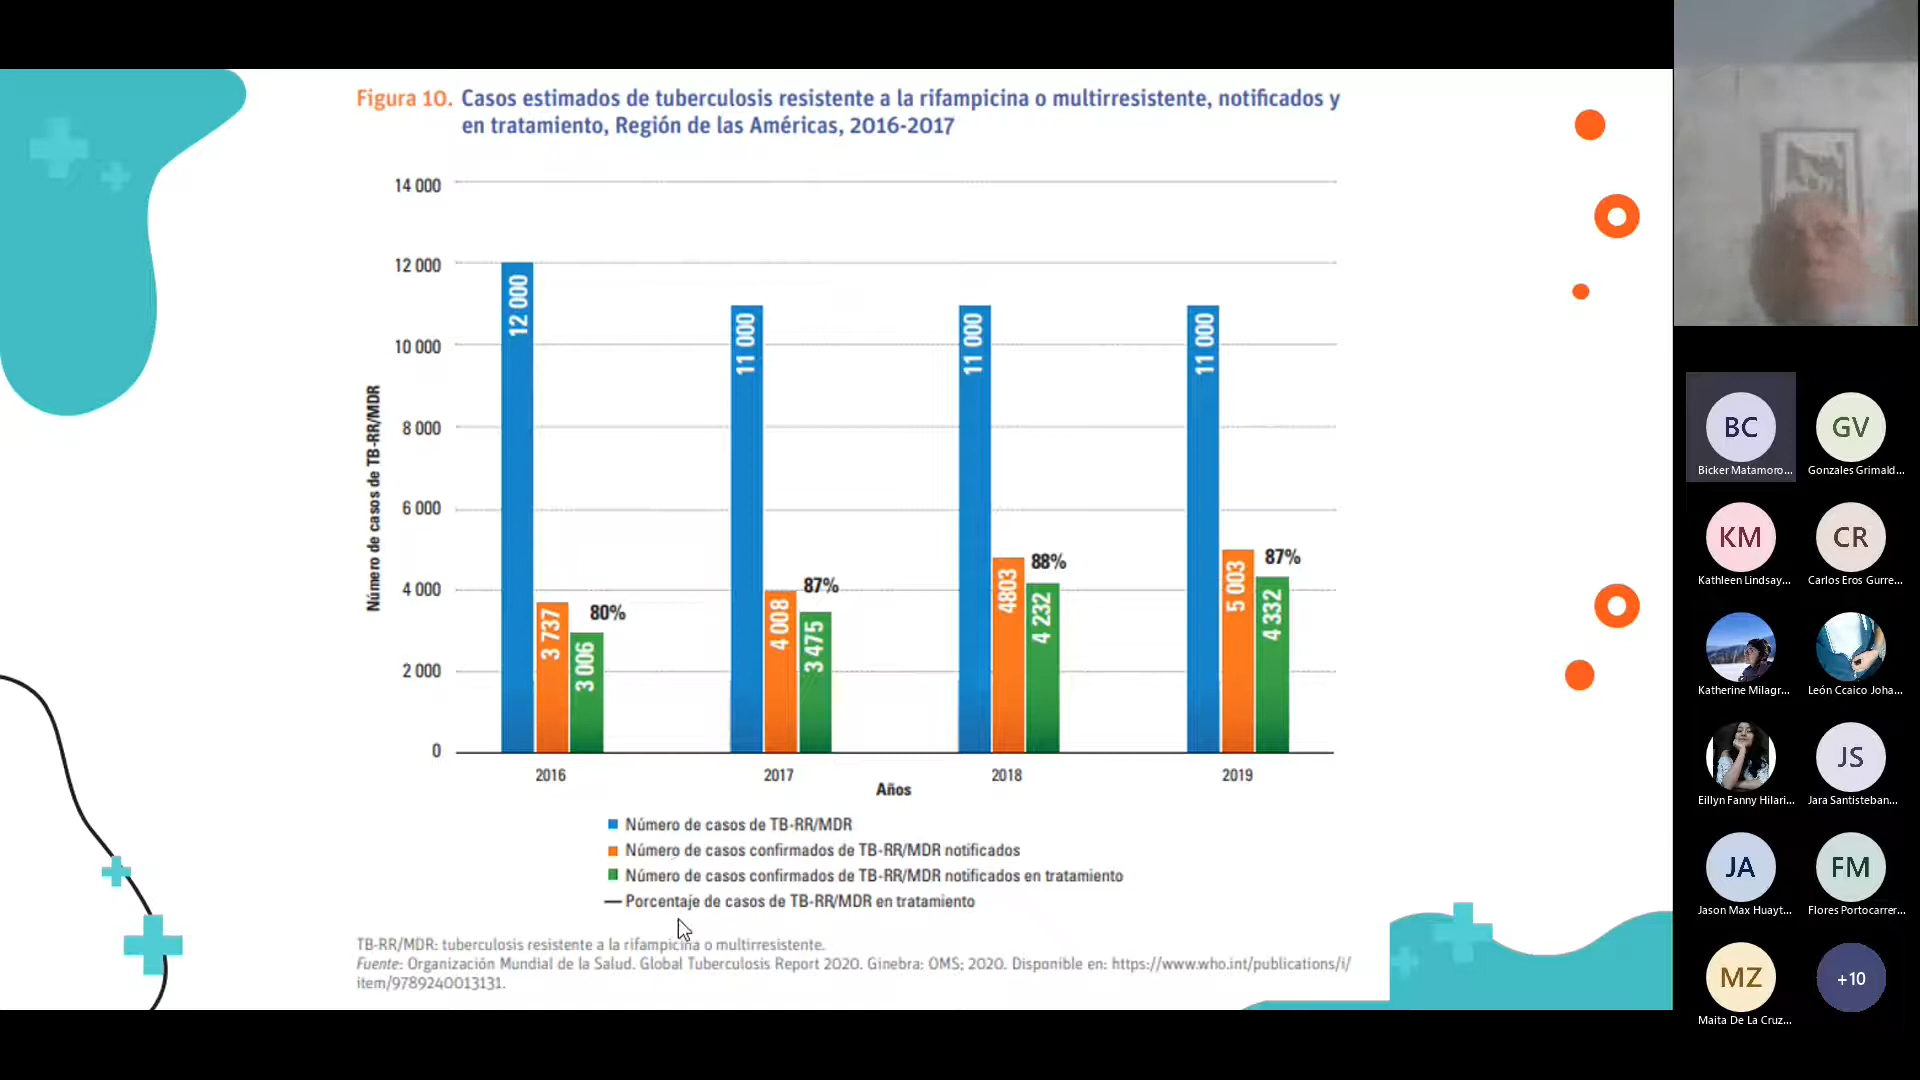 Figura 10. Casos estimados de tuberculosis resistente a la rifampicina o multirresistente, notificados y
en tratamiento, Región de las Américas, 2016-2017
Número de casos de TB-RR/MDR
14 000
12 000
10 000
8 000
6 000
4 000
2 000
0
12 000
3 737
3 006
80%
11 000
4 008
3 475
87%
11 000
4803
4 232
88%
11 000
5 003
4 332
87%
2016
2017
2018
2019
Años
Número de casos de TB-RR/MDR
Número de casos confirmados de TB-RR/MDR notificados
Número de casos confirmados de TB-RR/MDR notificados en tratamiento
Porcentaje de casos de TB-RR/MDR en tratamiento
TB-RR/MDR: tuberculosis resistente a la rifampicina o multirresistente.
Fuente: Organización Mundial de la Salud. Global Tuberculosis Report 2020. Ginebra: OMS; 2020. Disponible en: https://www.who.int/publications/i/
item/9789240013131.
BC
Bicker Matamoro...
GV
Gonzales Grimald...
KM
Kathleen Lindsay...
CR
Carlos Eros Gurre...
Katherine Milagr...
León Ccaico Joha...
Eillyn Fanny Hilari...
JS
Jara Santisteban...
JA
Jason Max Huayt...
FM
Flores Portocarrer...
MZ
Maita De La Cruz...
+10